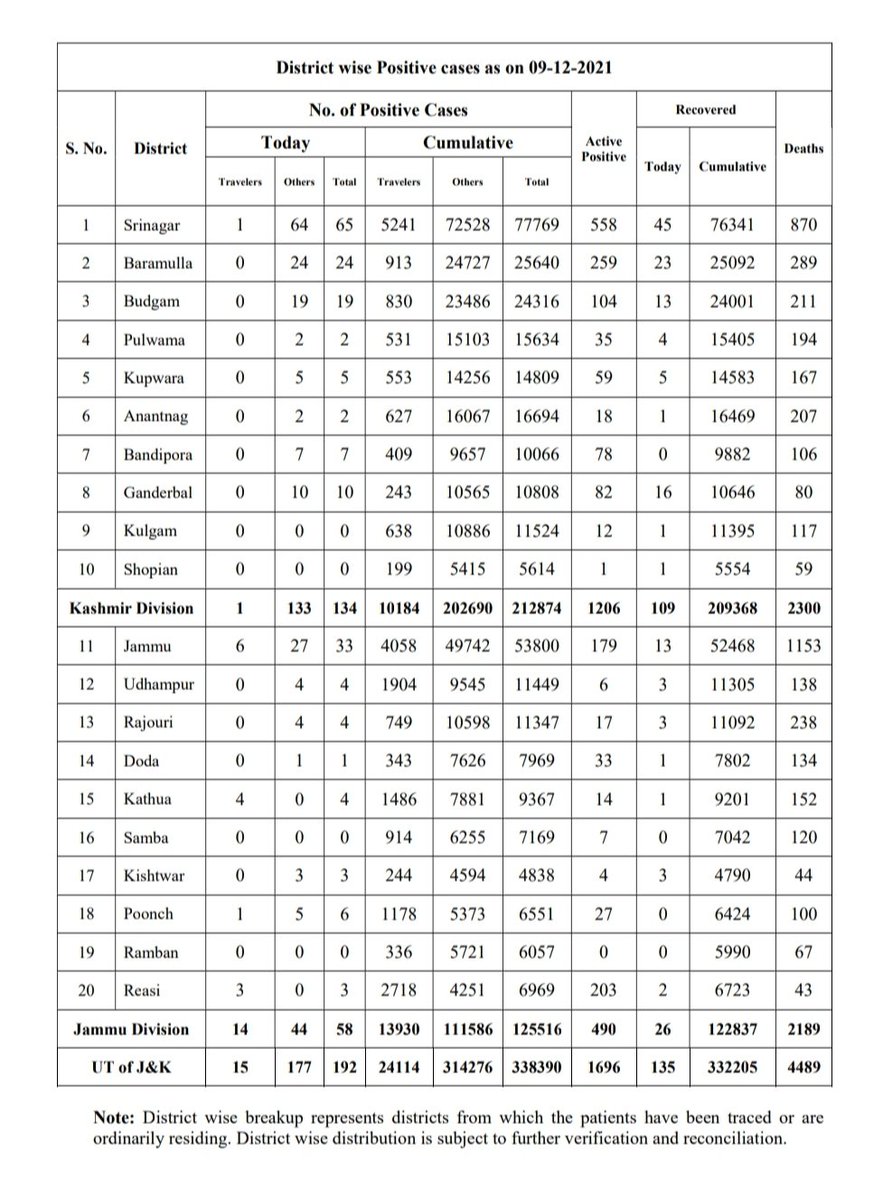 District wise Positive cases as on 09-12-2021
S. No. District No. of Positive Cases Active Positive Recovered Deaths
Today Cumulative Today Cumulative
Travelers Others Total Travelers Others Total
1 Srinagar 1 64 65 5241 72528 77769 558 45 76341 870
2 Baramulla 0 24 24 913 24727 25640 259 23 25092 289
3 Budgam 0 19 19 830 23486 24316 104 13 24001 211
4 Pulwama 0 2 2 531 15103 15634 35 4 15405 194
5 Kupwara 0 5 5 553 14256 14809 59 5 14583 167
6 Anantnag 0 2 2 627 16067 16694 18 1 16469 207
7 Bandipora 0 7 7 409 9657 10066 78 0 9882 106
8 Ganderbal 0 10 10 243 10565 10808 82 16 10646 80
9 Kulgam 0 0 0 638 10886 11524 12 1 11395 117
10 Shopian 0 0 0 199 5415 5614 1 1 5554 59
Kashmir Division 1 133 134 10184 202690 212874 1206 109 209368 2300
11 Jammu 6 27 33 4058 49742 53800 179 13 52468 1153
12 Udhampur 0 4 4 1904 9545 11449 6 3 11305 138
13 Rajouri 0 4 4 749 10598 11347 17 3 11092 238
14 Doda 0 1 1 343 7626 7969 33 1 7802 134
15 Kathua 4 0 4 1486 7881 9367 14 1 9201 152
16 Samba 0 0 0 914 6255 7169 7 0 7042 120
17 Kishtwar 0 3 3 244 4594 4838 4 3 4790 44
18 Poonch 1 5 6 1178 5373 6551 27 0 6424 100
19 Ramban 0 0 0 336 5721 6057 0 0 5990 67
20 Reasi 3 0 3 2718 4251 6969 203 2 6723 43
Jammu Division 14 44 58 13930 111586 125516 490 26 122837 2189
UT of J&K 15 177 192 24114 314276 338390 1696 135 332205 4489
Note: District wise breakup represents districts from which the patients have been traced or are
ordinarily residing. District wise distribution is subject to further verification and reconciliation.